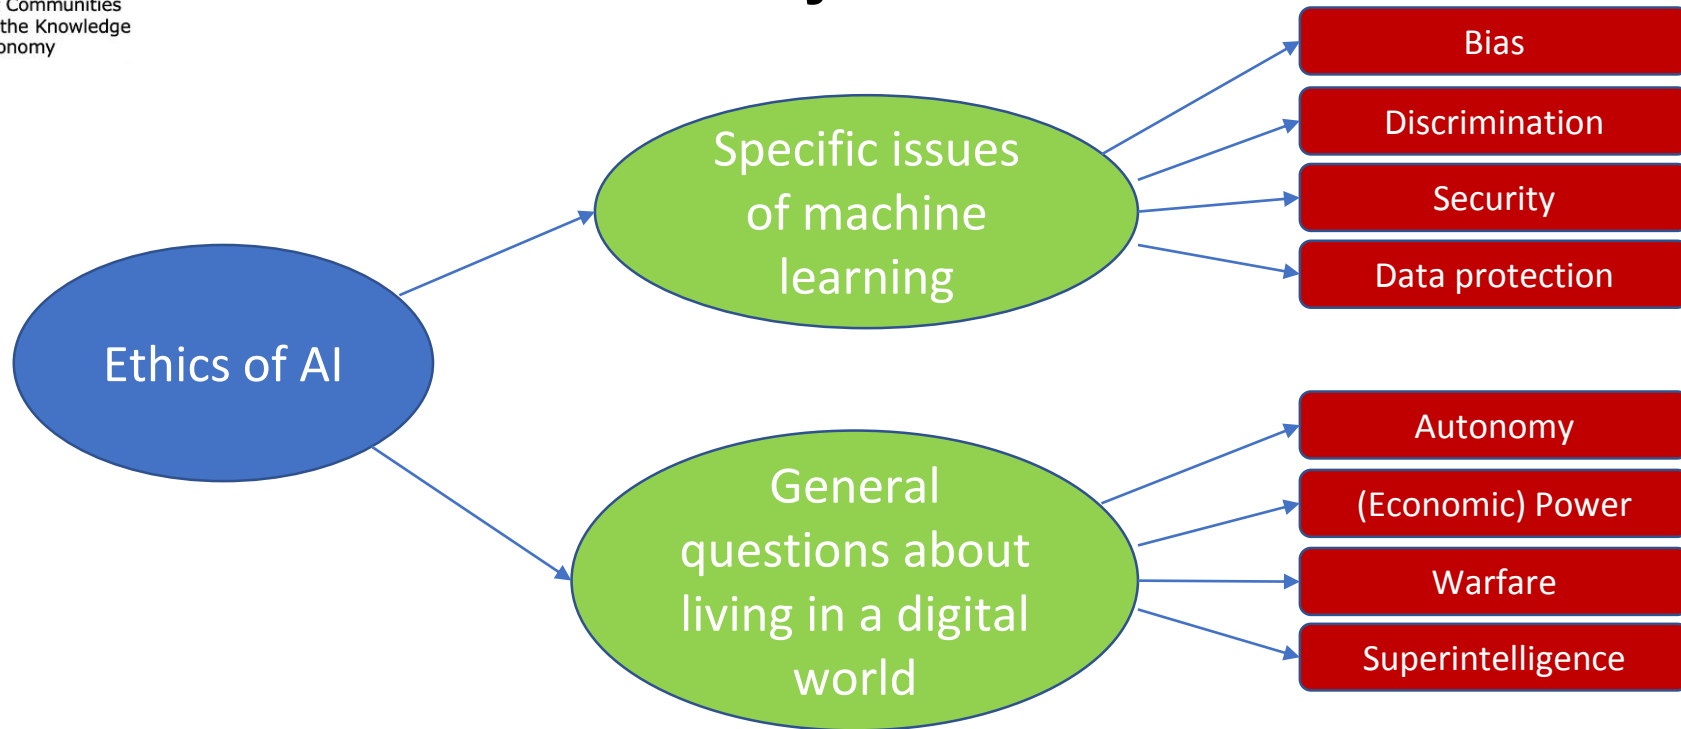 Communities
the Knowledge
onomy
Ethics of AI
Specific issues
of machine
learning
Bias
Discrimination
Security
Data protection
General
questions about
living in a digital
world
Autonomy
(Economic) Power
Warfare
Superintelligence